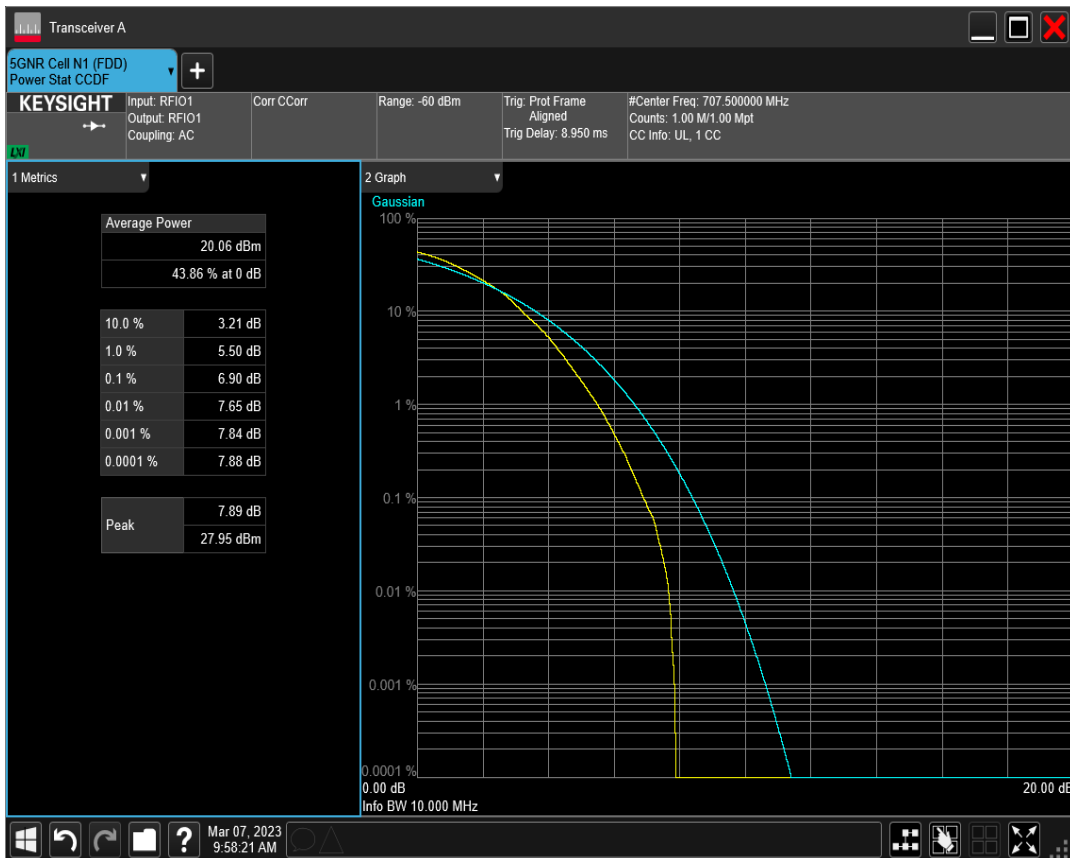 Transceiver A
5GNR Cell N1 (FDD)
Power Stat CCDF
KEYSIGHT
LXI
Input: RFIO1
Output: RFIO1
Coupling: AC
Corr CCorr
Range: -60 dBm
Trig: Prot Frame
Aligned
Trig Delay: 8.950 ms
#Center Freq: 707.500000 MHz
Counts: 1.00 M/1.00 Mpt
CC Info: UL, 1 CC
1 Metrics
Average Power
20.06 dBm
43.86 % at 0 dB
10.0 % 3.21 dB
1.0 % 5.50 dB
0.1 % 6.90 dB
0.01 % 7.65 dB
0.001 % 7.84 dB
0.0001 % 7.88 dB
Peak 7.89 dB
27.95 dBm
2 Graph
Gaussian
100 %
10 %
1 %
0.1 %
0.01 %
0.001 %
0.0001 %
0.00 dB 20.00 dB
Info BW 10.000 MHz
Mar 07, 2023
9:58:21 AM